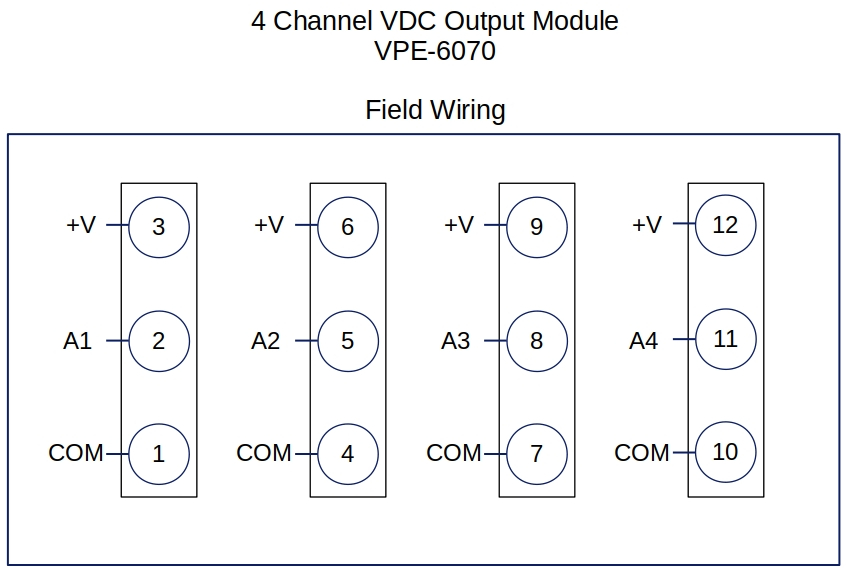 4 Channel VDC Output Module
VPE-6070
Field Wiring
+V 3 +V 6 +V 9 +V 12
A1 2 A2 5 A3 8 A4 11
COM 1 COM 4 COM 7 COM 10